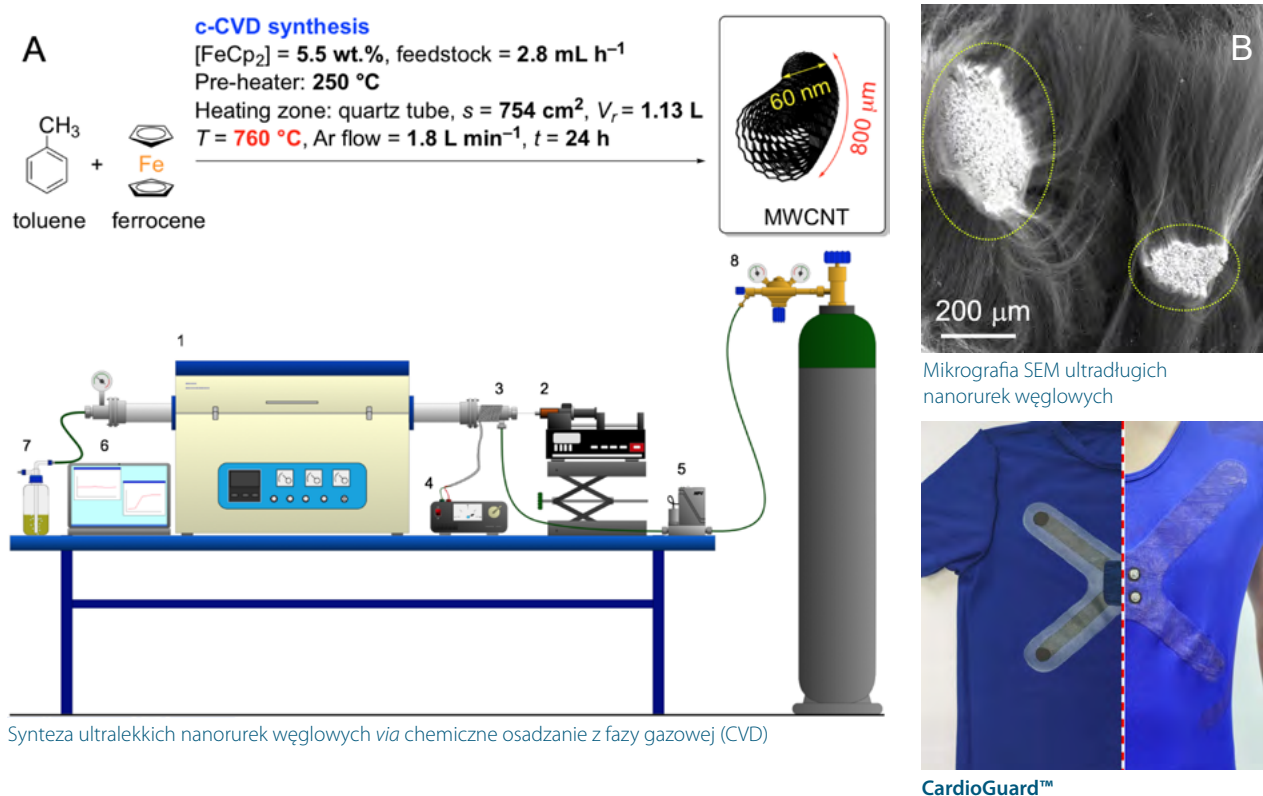 A
c-CVD synthesis
[FeCp₂] = 5.5 wt.%, feedstock = 2.8 mL h⁻¹
Pre-heater: 250 °C
Heating zone: quartz tube, s = 754 cm², Vᵣ = 1.13 L
T = 760 °C, Ar flow = 1.8 L min⁻¹, t = 24 h
CH₃
+
Fe
toluene
ferrocene
60 nm
800 μm
MWCNT
1
2
3
4
5
6
7
8
Synteza ultralekkich nanorurek węglowych via chemiczne osadzanie z fazy gazowej (CVD)
B
200 μm
Mikrografia SEM ultradługich
nanorurek węglowych
CardioGuard™